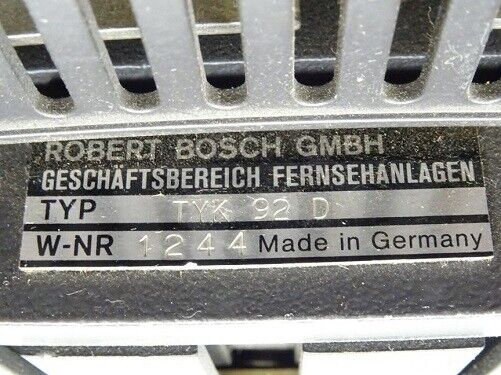 ROBERT BOSCH GMBH
GESCHÄFTSBEREICH FERNSEHANLAGEN
TYP TYK 92 D
W-NR 1244 Made in Germany